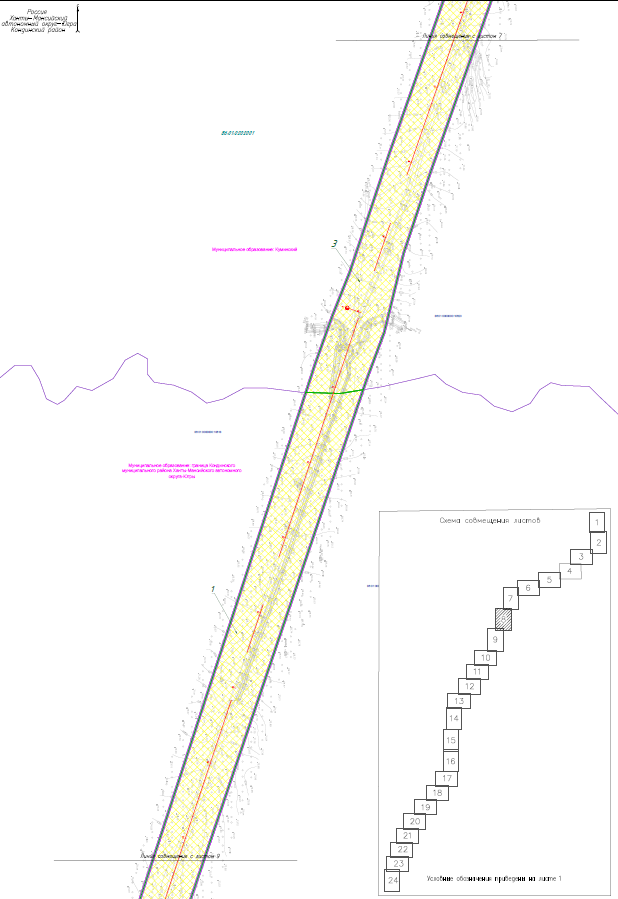 Россия
Ханты-Мансийский
автономный округ-Югра
Кондинский район
Линия совмещения с листом 7
Муниципальное образование:
3
Муниципальное образование: граница Кондинского
муниципального района Ханты-Мансийского автономного
округа-Югры
1
Линия совмещения с листом 9
Схема совмещения листов
1
2
3
4
5
6
7
8
9
10
11
12
13
14
15
16
17
18
19
20
21
22
23
24
Условные обозначения приведены на листе 1